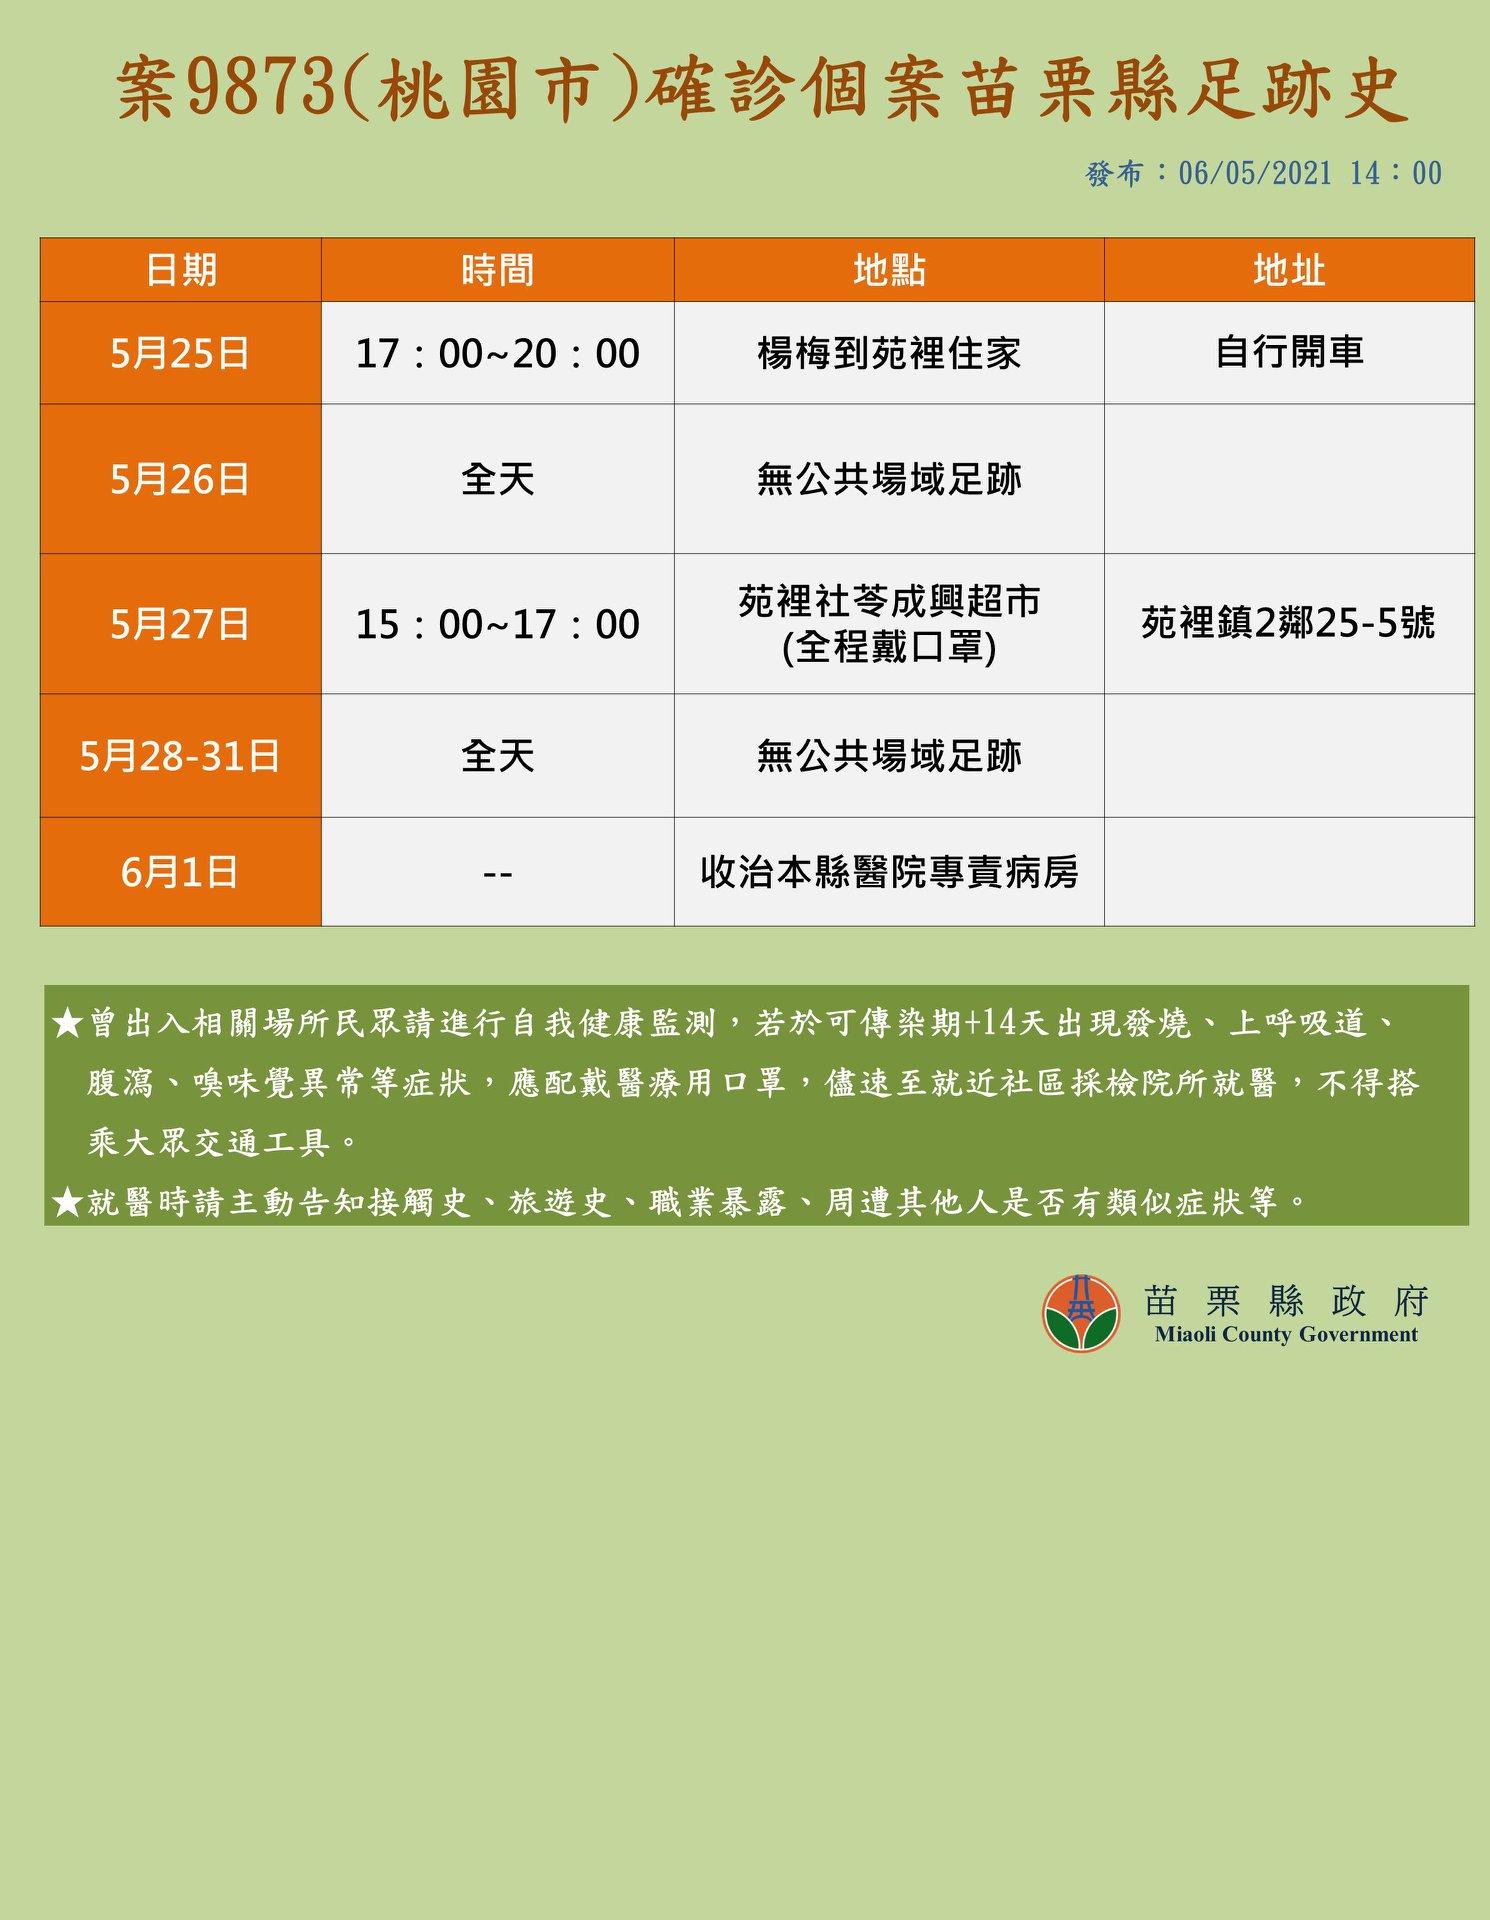 案9873(桃園市)確診個案苗栗縣足跡史
發布：06/05/2021 14：00
日期 時間 地點 地址
5月25日 17：00~20：00 楊梅到苑裡住家 自行開車
5月26日 全天 無公共場域足跡
5月27日 15：00~17：00 苑裡社苓成興超市 苑裡鎮2鄰25-5號
(全程戴口罩)
5月28-31日 全天 無公共場域足跡
6月1日 -- 收治本縣醫院專責病房
★曾出入相關場所民眾請進行自我健康監測，若於可傳染期+14天出現發燒、上呼吸道、
腹瀉、嗅味覺異常等症狀，應配戴醫療用口罩，儘速至就近社區採檢院所就醫，不得搭
乘大眾交通工具。
★就醫時請主動告知接觸史、旅遊史、職業暴露、周遭其他人是否有類似症狀等。
苗栗縣政府
Miaoli County Government